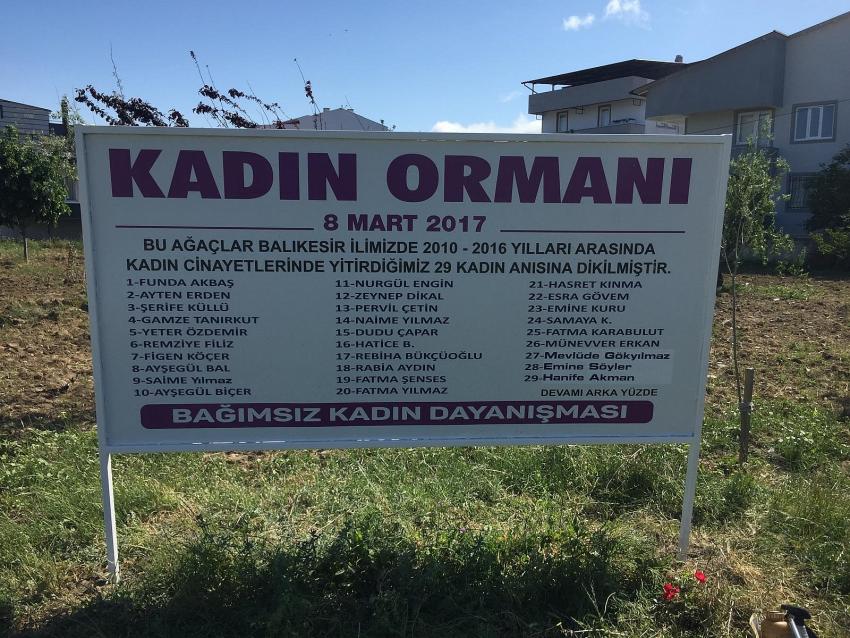 KADIN ORMANI
8 MART 2017
BU AĞAÇLAR BALIKESİR İLİMİZDE 2010 - 2016 YILLARI ARASINDA
KADIN CİNAYETLERİNDE YİTİRDİĞİMİZ 29 KADIN ANISINA DİKİLMİŞTİR.
1-FUNDA AKBAŞ
2-AYTEN ERDEN
3-ŞERİFE KÜLLÜ
4-GAMZE TANIRKUT
5-YETER ÖZDEMİR
6-REMZİYE FİLİZ
7-FİGEN KÖÇER
8-AYŞEGÜL BAL
9-SAİME Yılmaz
10-AYŞEGÜL BİÇER
11-NURGÜL ENGİN
12-ZEYNEP DİKAL
13-PERVİL ÇETİN
14-NAİME YILMAZ
15-DUDU ÇAPAR
16-HATİCE B.
17-REBİHA BÜKÇÜOĞLU
18-RABİA AYDIN
19-FATMA ŞENSES
20-FATMA YILMAZ
21-HASRET KINMA
22-ESRA GÖVEM
23-EMİNE KURU
24-SAMAYA K.
25-FATMA KARABULUT
26-MÜNEVVER ERKAN
27-Mevlüde Gökyılmaz
28-Emine Söyler
29-Hanife Akman
DEVAMI ARKA YÜZDE
BAĞIMSIZ KADIN DAYANIŞMASI